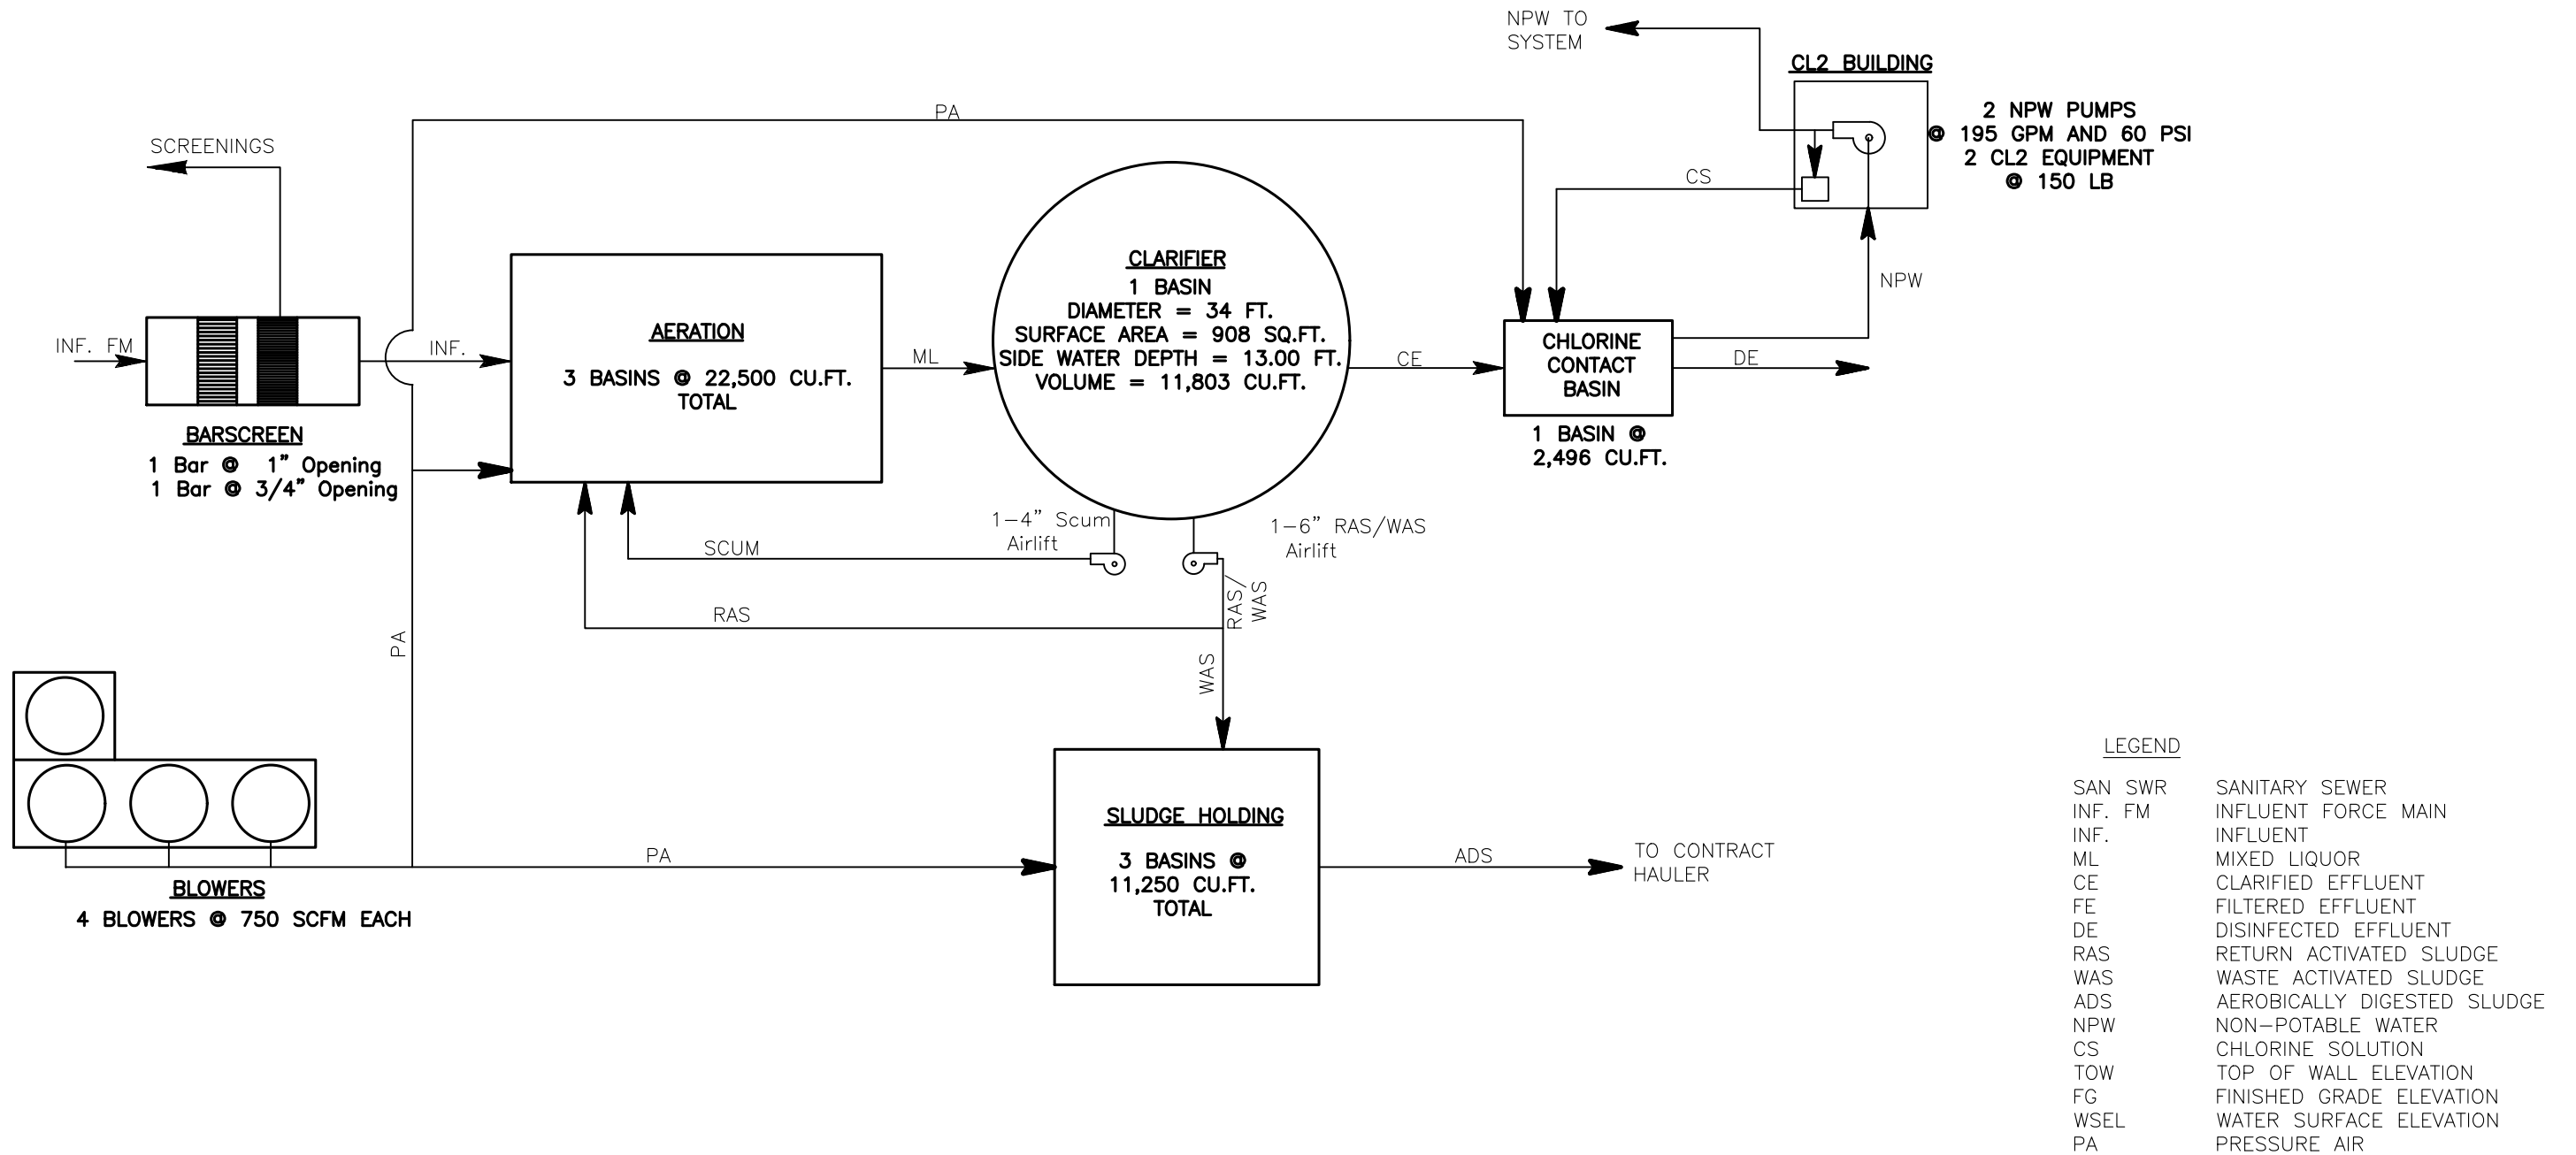 NPW TO
SYSTEM
CL2 BUILDING
2 NPW PUMPS
@ 195 GPM AND 60 PSI
2 CL2 EQUIPMENT
@ 150 LB
PA
SCREENINGS
CS
NPW
INF. FM
INF.
BARSCREEN
1 Bar @ 1" Opening
1 Bar @ 3/4" Opening
AERATION
3 BASINS @ 22,500 CU.FT.
TOTAL
ML
CLARIFIER
1 BASIN
DIAMETER = 34 FT.
SURFACE AREA = 908 SQ.FT.
SIDE WATER DEPTH = 13.00 FT.
VOLUME = 11,803 CU.FT.
CE
CHLORINE
CONTACT
BASIN
DE
1 BASIN @
2,496 CU.FT.
1-4" Scum
Airlift
1-6" RAS/WAS
Airlift
SCUM
RAS/
WAS
RAS
PA
WAS
BLOWERS
4 BLOWERS @ 750 SCFM EACH
PA
SLUDGE HOLDING
3 BASINS @
11,250 CU.FT.
TOTAL
ADS
TO CONTRACT
HAULER
LEGEND
SAN SWR SANITARY SEWER
INF. FM INFLUENT FORCE MAIN
INF. INFLUENT
ML MIXED LIQUOR
CE CLARIFIED EFFLUENT
FE FILTERED EFFLUENT
DE DISINFECTED EFFLUENT
RAS RETURN ACTIVATED SLUDGE
WAS WASTE ACTIVATED SLUDGE
ADS AEROBICALLY DIGESTED SLUDGE
NPW NON-POTABLE WATER
CS CHLORINE SOLUTION
TOW TOP OF WALL ELEVATION
FG FINISHED GRADE ELEVATION
WSEL WATER SURFACE ELEVATION
PA PRESSURE AIR